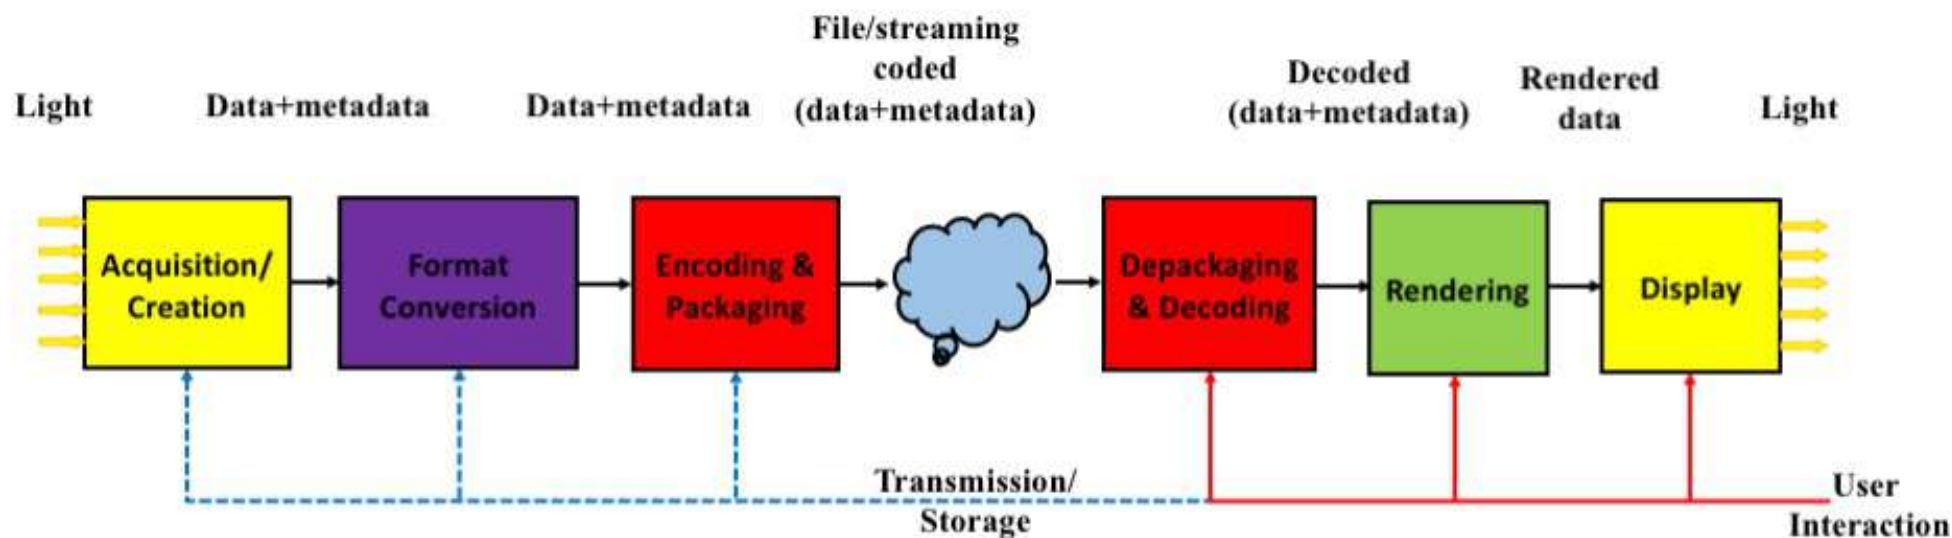 File/streaming
coded
(data+metadata)
Light
Data+metadata
Data+metadata
Decoded
(data+metadata)
Rendered
data
Light
Acquisition/
Creation
Format
Conversion
Encoding &
Packaging
Depackaging
& Decoding
Rendering
Display
Transmission/
Storage
User
Interaction